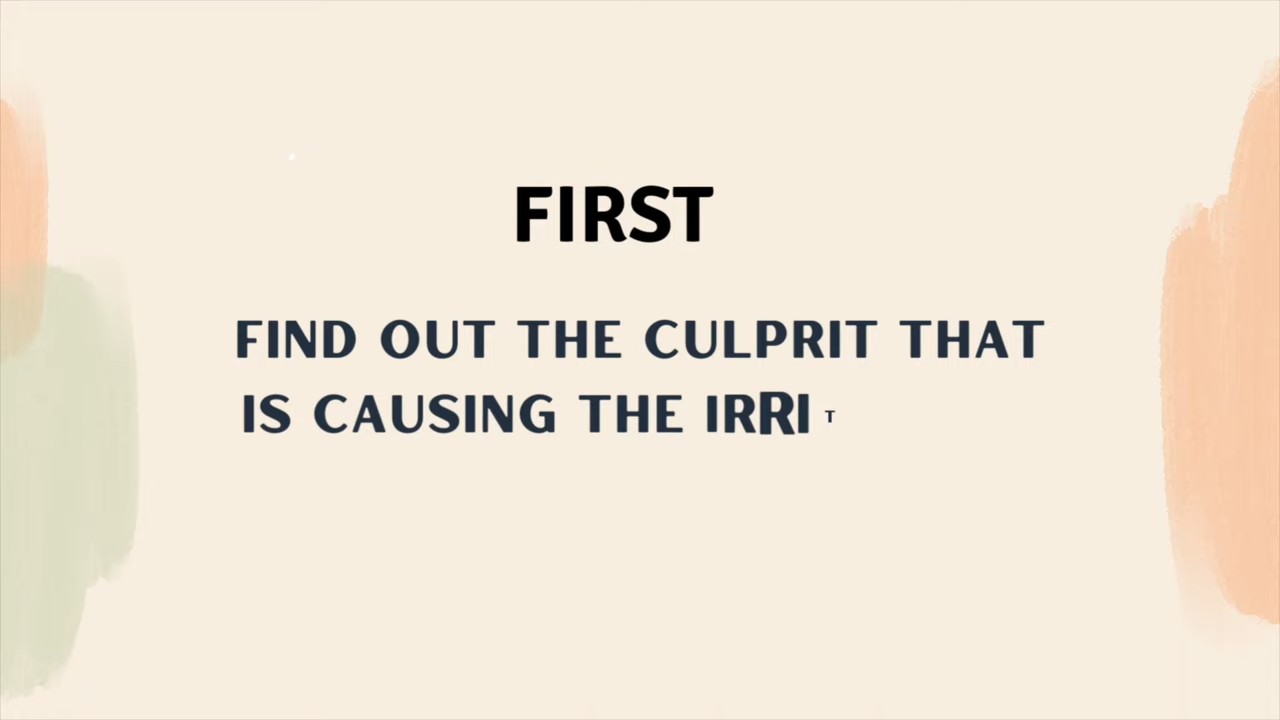 FIRST
FIND OUT THE CULPRIT THAT
IS CAUSING THE IRRIT